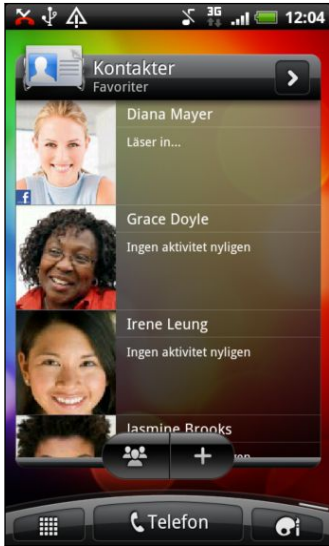 3G
12:04
Kontakter
Favoriter
Diana Mayer
Läser in...
f
Grace Doyle
Ingen aktivitet nyligen
Irene Leung
Ingen aktivitet nyligen
Jasmine Brooks
Telefon